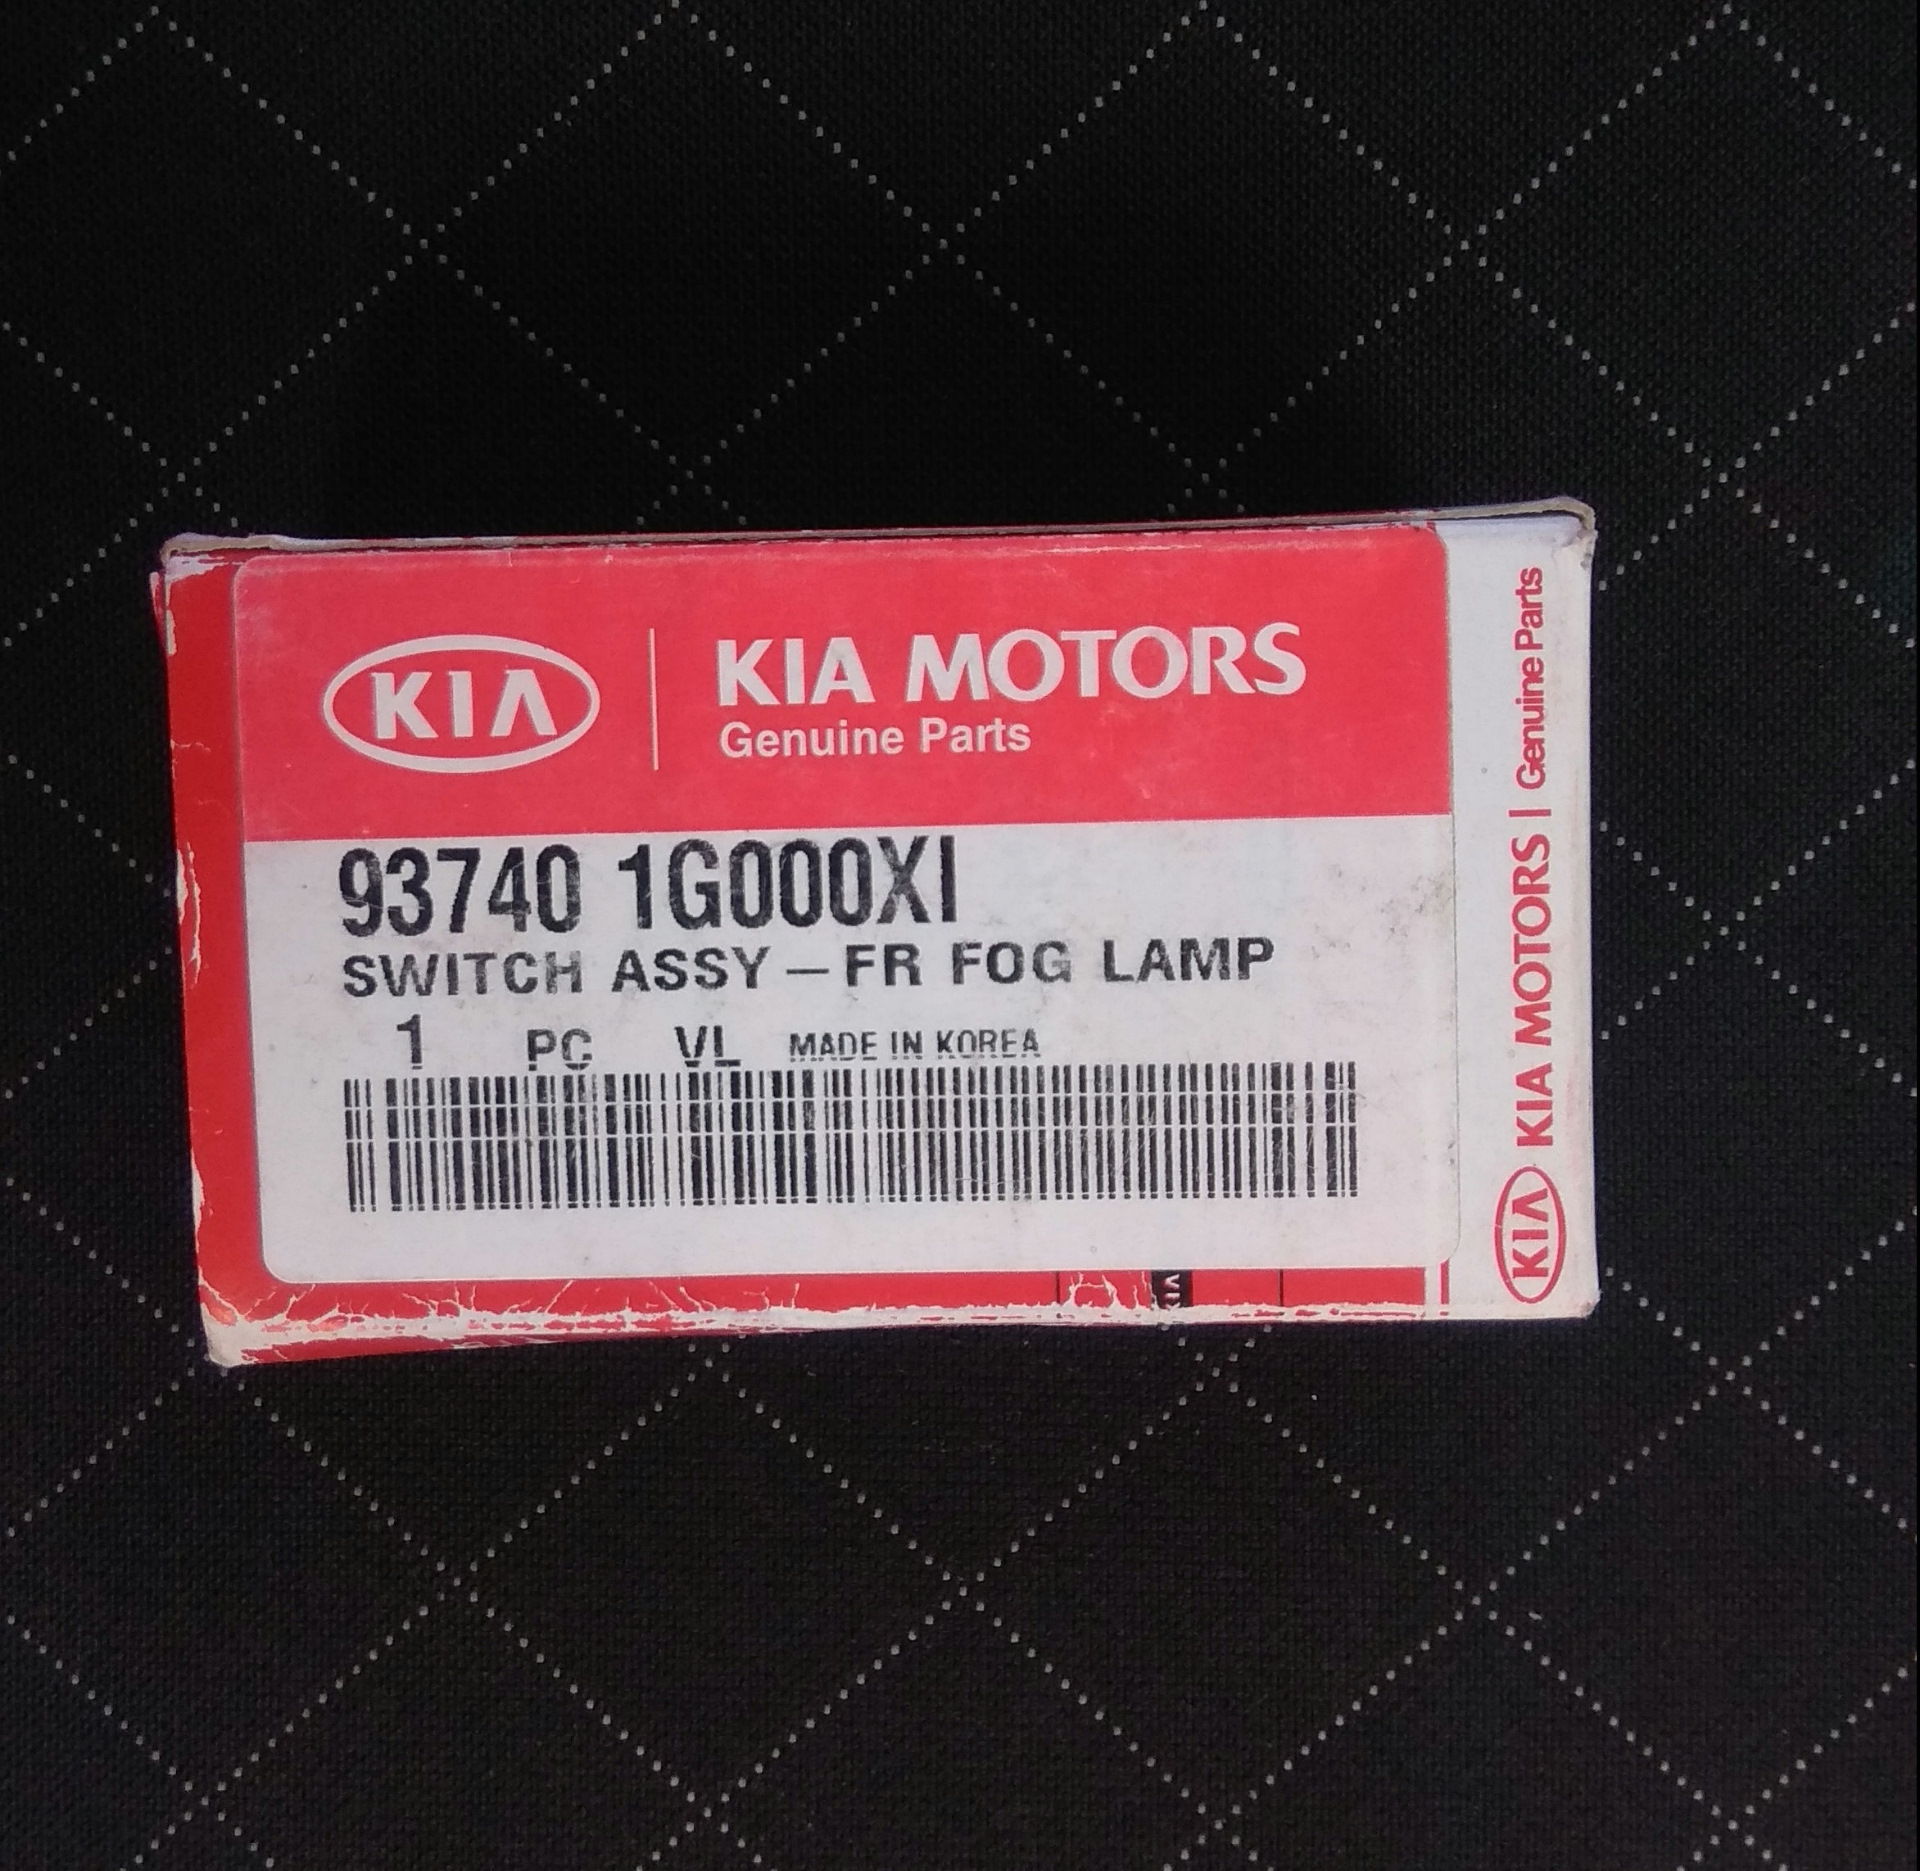 KIA
KIA MOTORS
Genuine Parts
93740 1G000XI
SWITCH ASSY – FR FOG LAMP
1 PC VL MADE IN KOREA
KIA KIA MOTORS | Genuine Parts